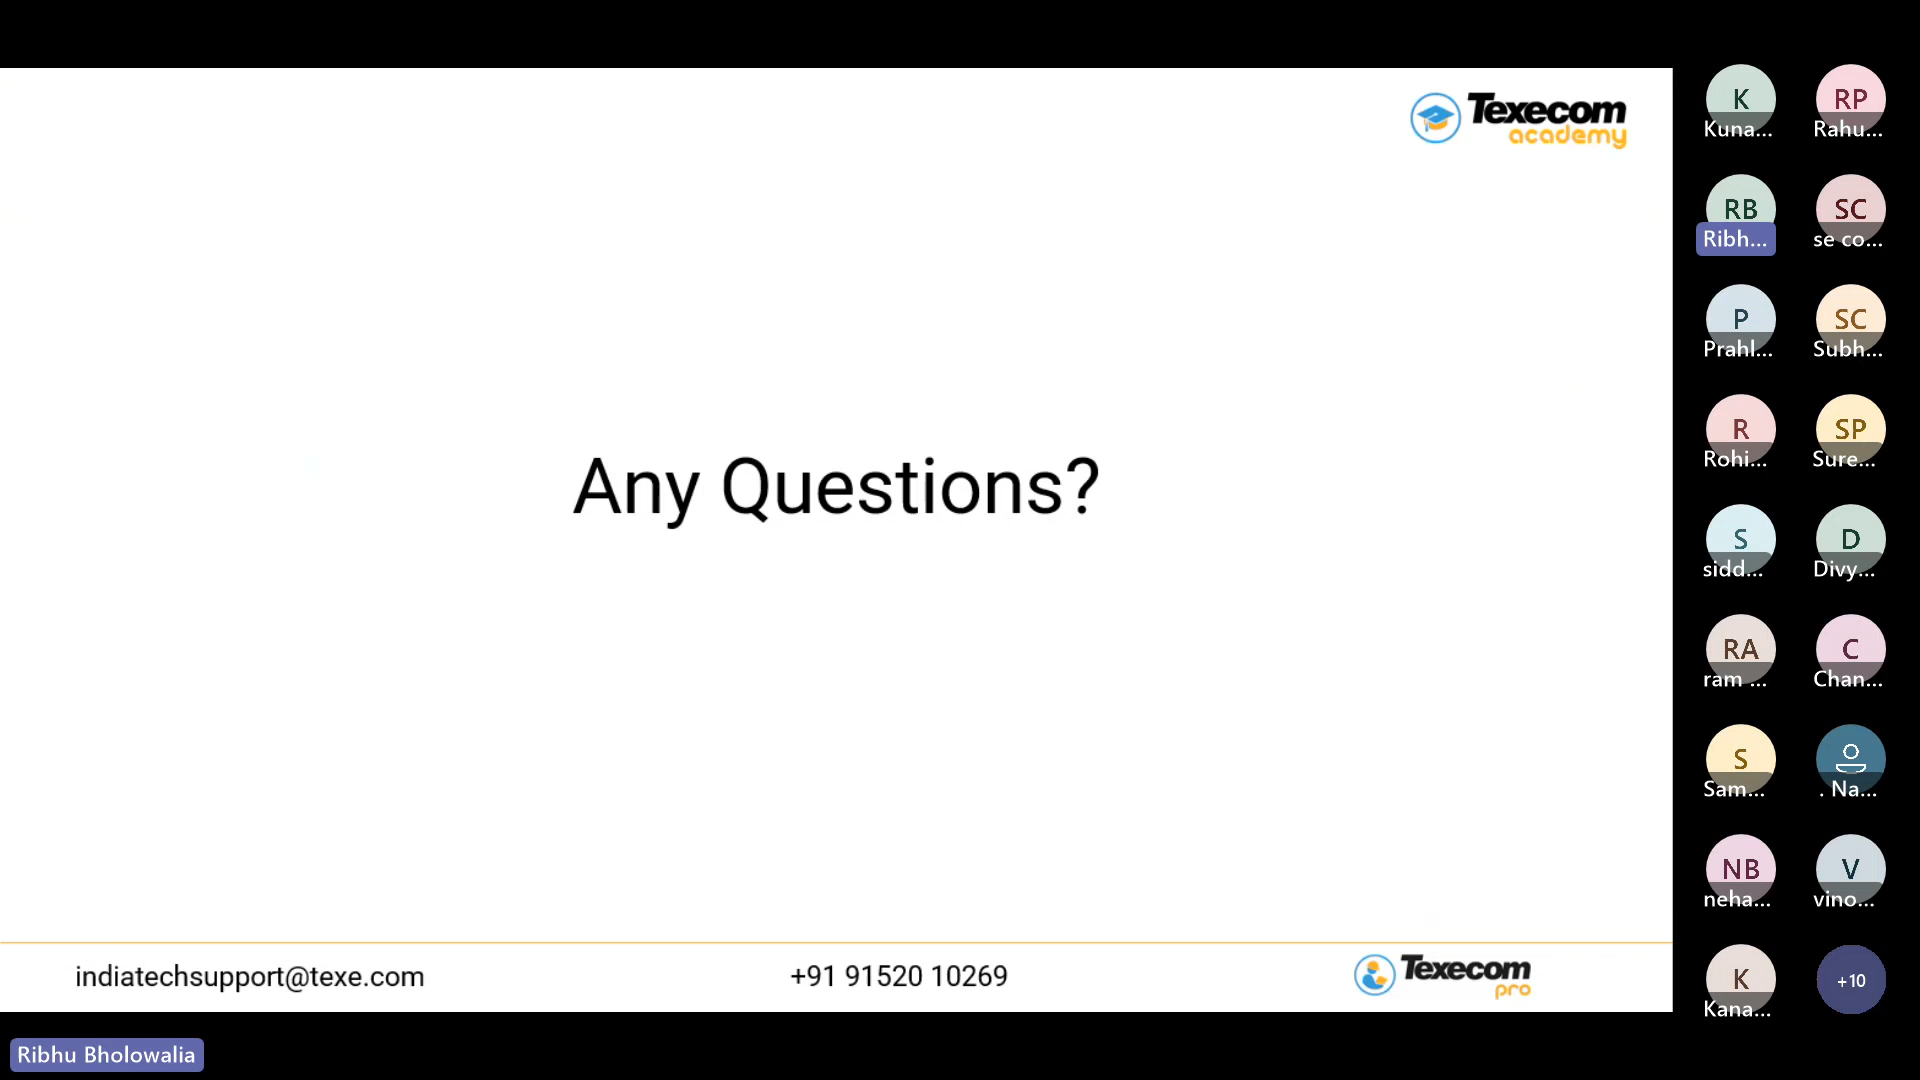 Texecom
academy
Any Questions?
indiatechsupport@texe.com
+91 91520 10269
Texecom
pro
Ribhu Bholowalia
K
Kuna...
RP
Rahu...
RB
Ribh...
SC
se co...
P
Prahl...
SC
Subh...
R
Rohi...
SP
Sure...
S
sidd...
D
Divy...
RA
ram ...
C
Chan...
S
Sam...
. Na...
NB
neha...
V
vino...
K
Kana...
+10